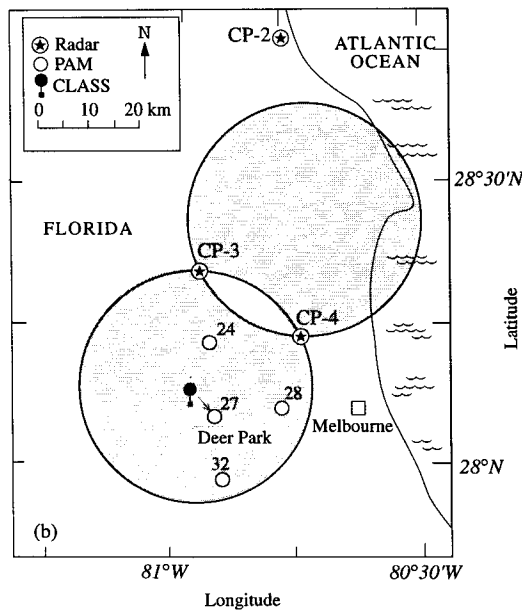 Radar
PAM
CLASS
0 10 20 km
N
CP-2
ATLANTIC
OCEAN
28°30'N
FLORIDA
CP-3
CP-4
24
Latitude
28
27
Deer Park
Melbourne
32
28°N
(b)
81°W
80°30'W
Longitude